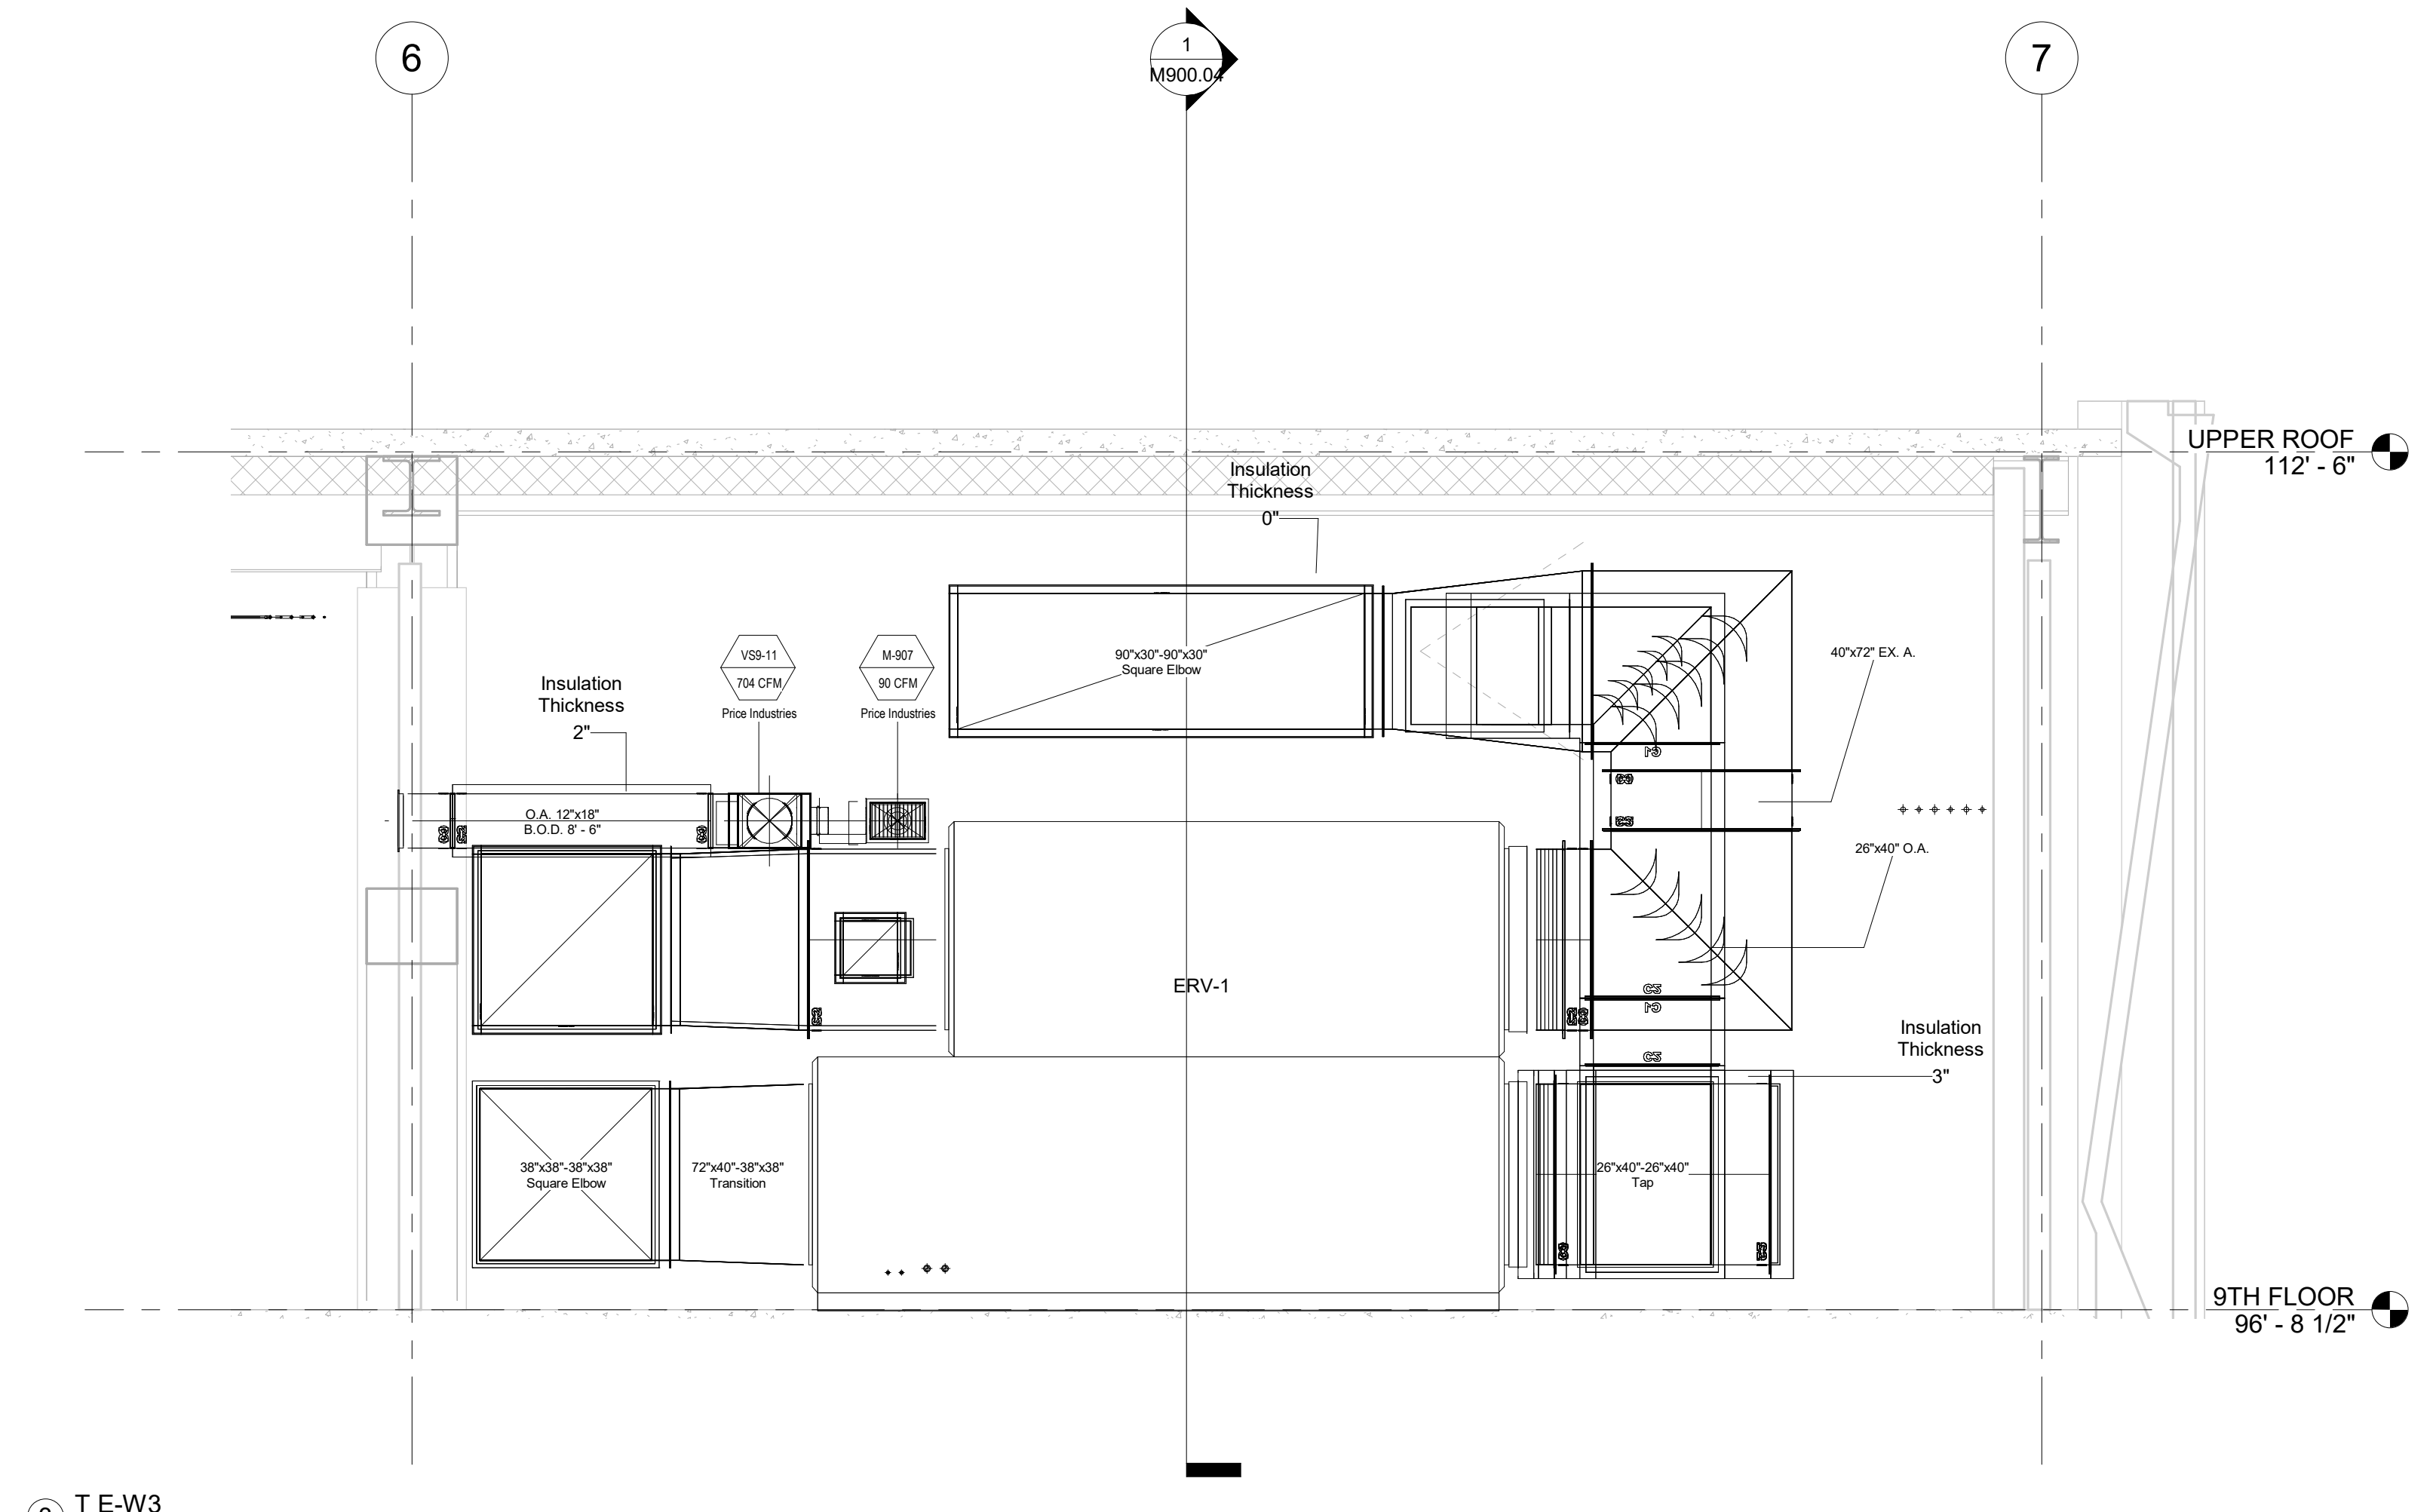 6
1
M900.04
7
UPPER ROOF
112' - 6"
Insulation
Thickness
0"
VS9-11
704 CFM
Price Industries
M-907
90 CFM
Price Industries
90"x30"-90"x30"
Square Elbow
40"x72" EX. A.
Insulation
Thickness
2"
O.A. 12"x18"
B.O.D. 8' - 6"
26"x40" O.A.
ERV-1
Insulation
Thickness
3"
38"x38"-38"x38"
Square Elbow
72"x40"-38"x38"
Transition
26"x40"-26"x40"
Tap
9TH FLOOR
96' - 8 1/2"
T E-W3